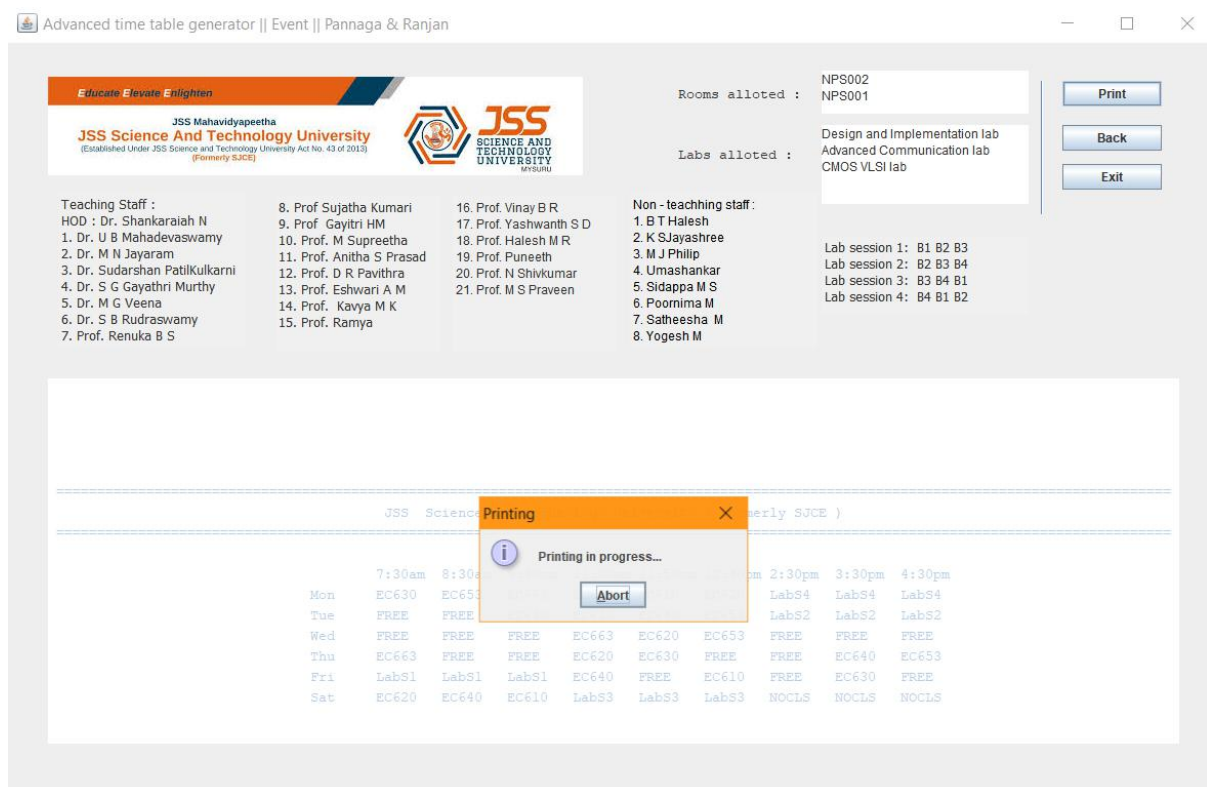 Advanced time table generator || Event || Pannaga & Ranjan
Educate Elevate Enlighten
JSS Mahavidyapeetha
JSS Science And Technology University
(Established Under JSS Science and Technology University Act No. 43 of 2013)
(Formerly SJCE)
JSS
SCIENCE AND
TECHNOLOGY
UNIVERSITY
MYSURU
Rooms alloted :
NPS002
NPS001
Labs alloted :
Design and Implementation lab
Advanced Communication lab
CMOS VLSI lab
Print
Back
Exit
Teaching Staff :
HOD : Dr. Shankaraiah N
1. Dr. U B Mahadevaswamy
2. Dr. M N Jayaram
3. Dr. Sudarshan PatilKulkarni
4. Dr. S G Gayathri Murthy
5. Dr. M G Veena
6. Dr. S B Rudraswamy
7. Prof. Renuka B S
8. Prof Sujatha Kumari
9. Prof  Gayitri HM
10. Prof. M Supreetha
11. Prof. Anitha S Prasad
12. Prof. D R Pavithra
13. Prof. Eshwari A M
14. Prof.  Kavya M K
15. Prof. Ramya
16. Prof. Vinay B R
17. Prof. Yashwanth S D
18. Prof. Halesh M R
19. Prof. Puneeth
20. Prof. N Shivkumar
21. Prof. M S Praveen
Non - teachhing staff :
1. B T Halesh
2. K SJayashree
3. M J Philip
4. Umashankar
5. Sidappa M S
6. Poornima M
7. Satheesha  M
8. Yogesh M
Lab session 1:  B1 B2 B3
Lab session 2:  B2 B3 B4
Lab session 3:  B3 B4 B1
Lab session 4:  B4 B1 B2
JSS Science erly SJCE )
Printing
Printing in progress...
Abort
7:30am 8:30a m 2:30pm 3:30pm 4:30pm
Mon EC630 EC653 LabS4 LabS4 LabS4
Tue FREE FREE LabS2 LabS2 LabS2
Wed FREE FREE FREE EC663 EC620 EC653 FREE FREE FREE
Thu EC663 FREE FREE EC620 EC630 FREE FREE EC640 EC653
Fri LabS1 LabS1 LabS1 EC640 FREE EC610 FREE EC630 FREE
Sat EC620 EC640 EC610 LabS3 LabS3 LabS3 NOCLS NOCLS NOCLS